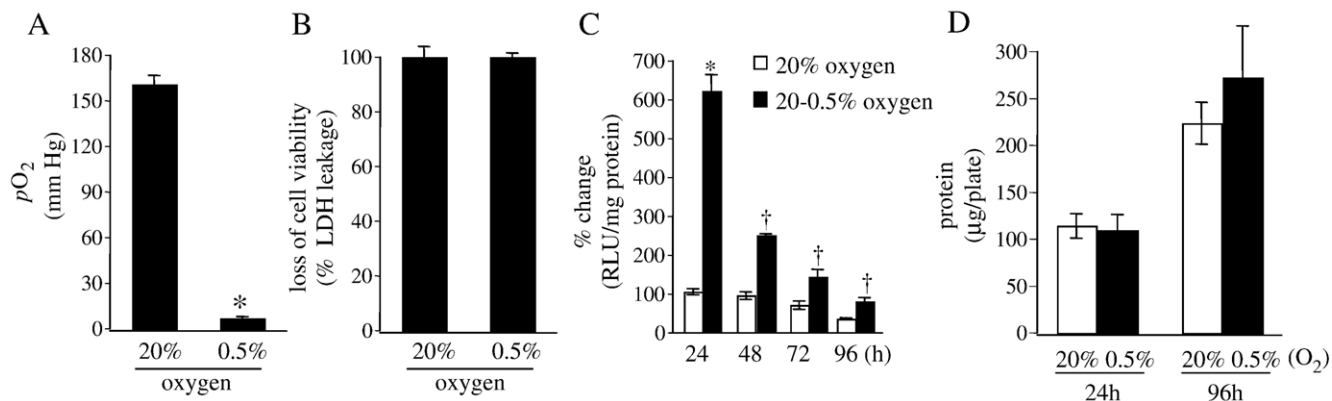 A
180
150
120
90
60
30
0
pO2
(mm Hg)
*
20% 0.5%
oxygen
B
100
80
60
40
20
0
loss of cell viability
(% LDH leakage)
20% 0.5%
oxygen
C
700
600
500
400
300
200
100
0
% change
(RLU/mg protein)
20% oxygen
20-0.5% oxygen
*
†
†
†
24 48 72 96 (h)
D
300
250
200
150
100
50
0
protein
(µg/plate)
20% 0.5% 20% 0.5% (O2)
24h 96h